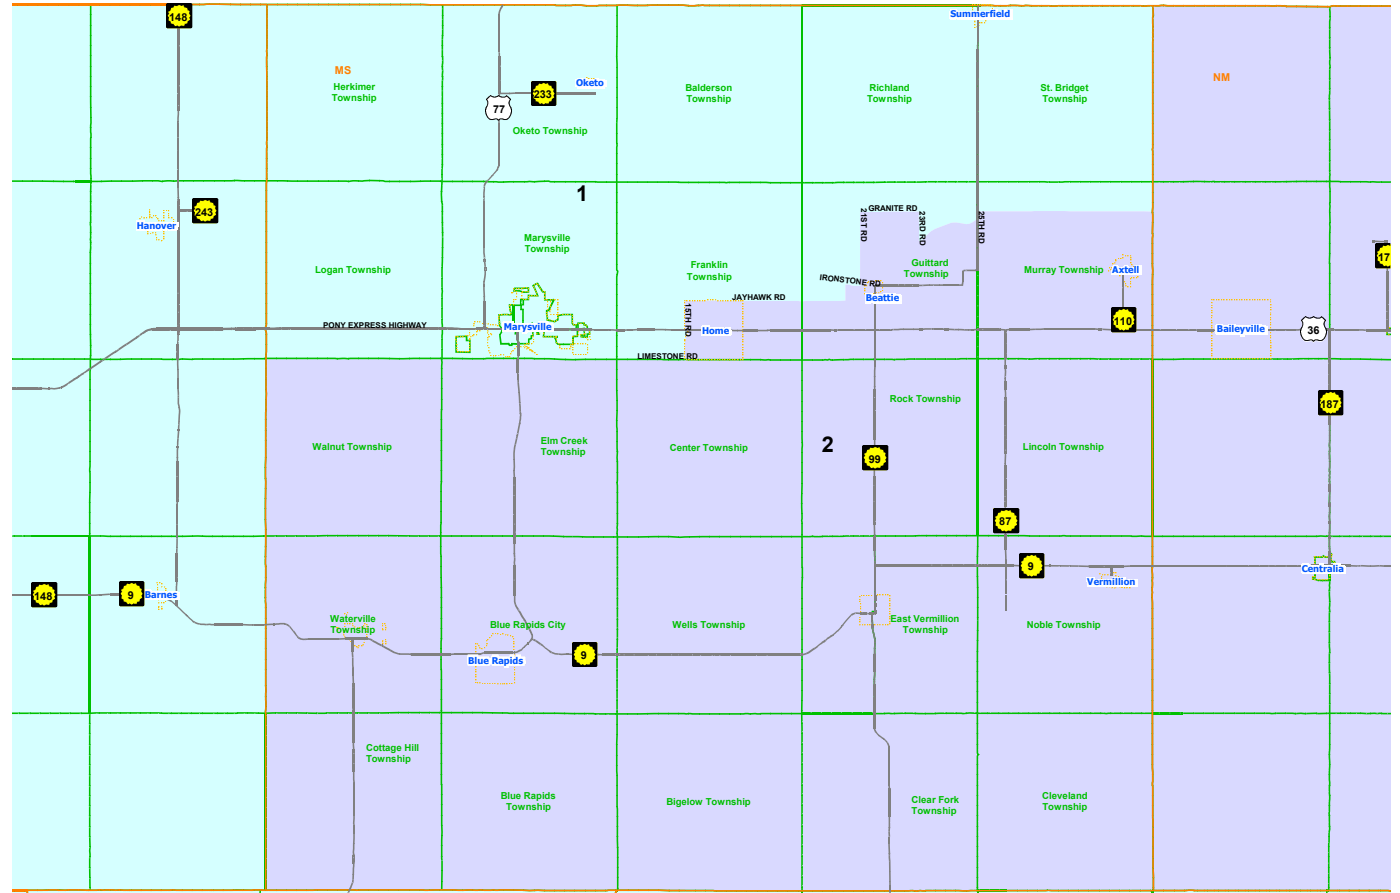 148
Summerfield
MS
NM
Herkimer
Township
77
233
Oketo
Balderson
Township
Richland
Township
St. Bridget
Township
Oketo Township
1
243
Hanover
21ST RD
GRANITE RD
23RD RD
25TH RD
Marysville
Township
Logan Township
Franklin
Township
IRONSTONE RD
Guittard
Township
Murray Township
Axtell
17
JAYHAWK RD
Beattie
PONY EXPRESS HIGHWAY
Marysville
15TH RD
Home
110
Baileyville
36
LIMESTONE RD
Rock Township
187
Walnut Township
Elm Creek
Township
Center Township
2
99
Lincoln Township
87
148
9
Barnes
9
Vermillion
Centralia
Waterville
Township
Blue Rapids City
Wells Township
East Vermillion
Township
Noble Township
Blue Rapids
9
Cottage Hill
Township
Blue Rapids
Township
Bigelow Township
Clear Fork
Township
Cleveland
Township